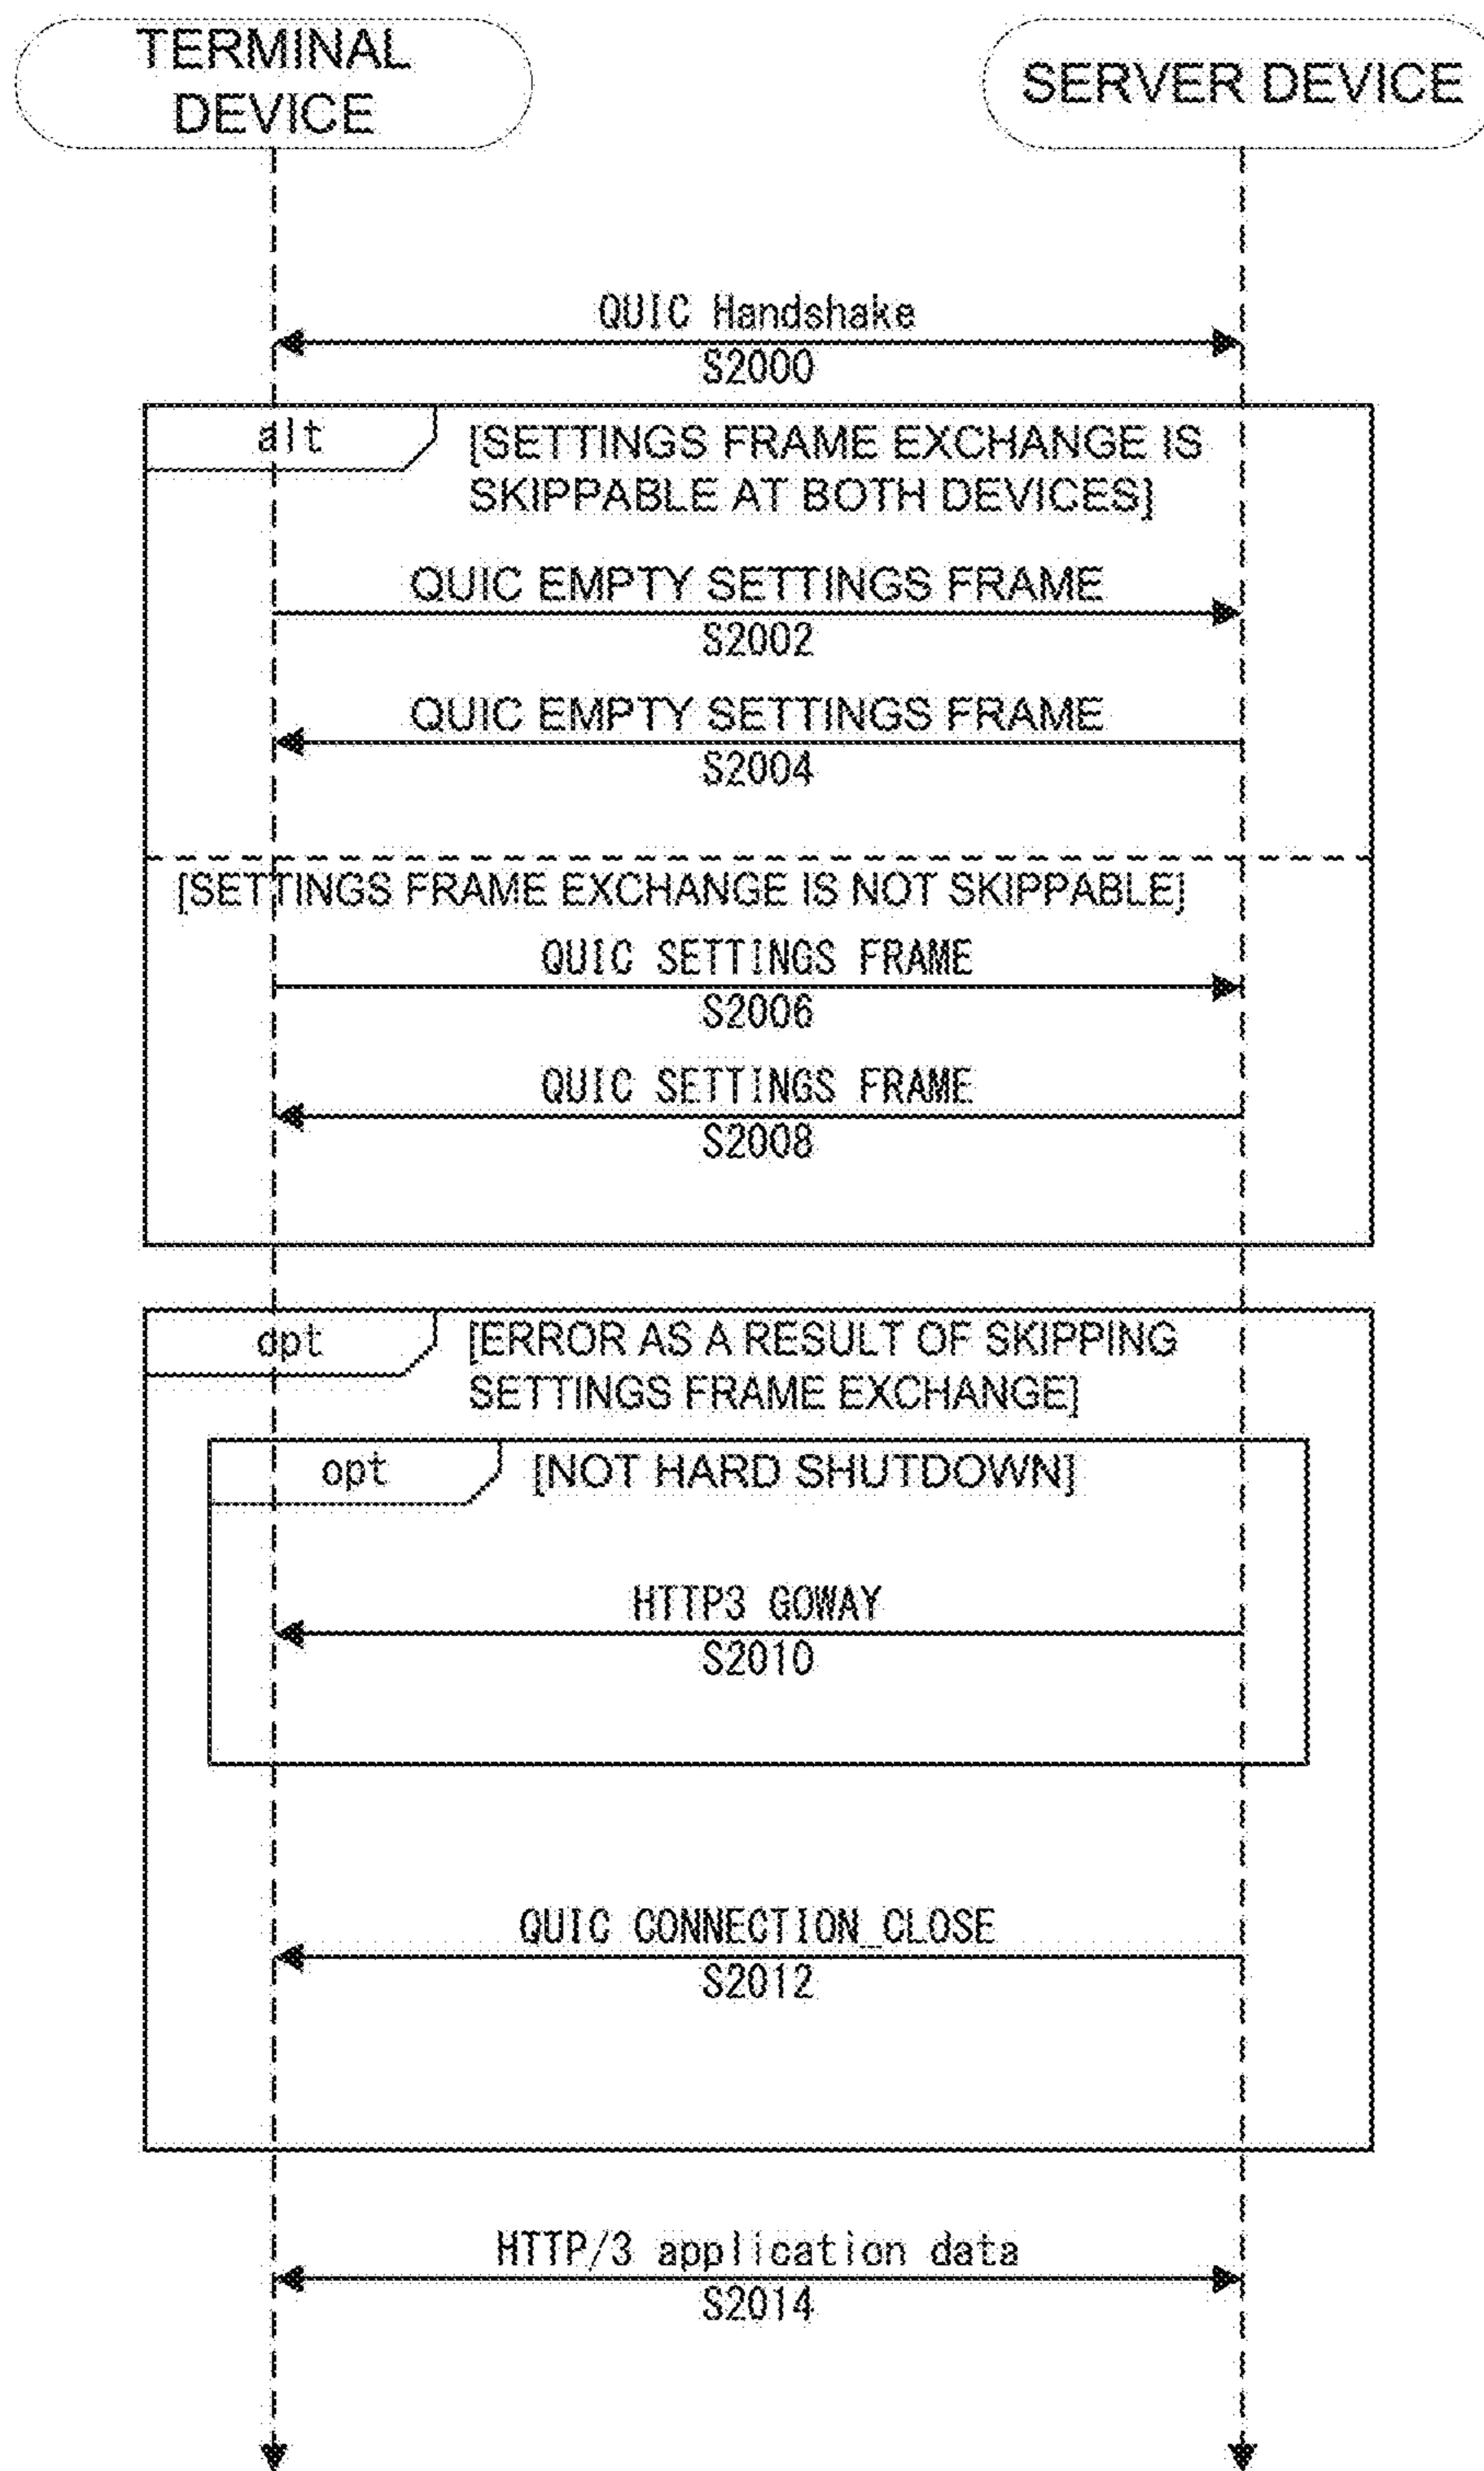 TERMINAL
DEVICE
SERVER DEVICE
QUIC Handshake
S2000
alt
[SETTINGS FRAME EXCHANGE IS
SKIPPABLE AT BOTH DEVICES]
QUIC EMPTY SETTINGS FRAME
S2002
QUIC EMPTY SETTINGS FRAME
S2004
[SETTINGS FRAME EXCHANGE IS NOT SKIPPABLE]
QUIC SETTINGS FRAME
S2006
QUIC SETTINGS FRAME
S2008
opt
[ERROR AS A RESULT OF SKIPPING
SETTINGS FRAME EXCHANGE]
opt
[NOT HARD SHUTDOWN]
HTTP3 GOWAY
S2010
QUIC CONNECTION_CLOSE
S2012
HTTP/3 application data
S2014